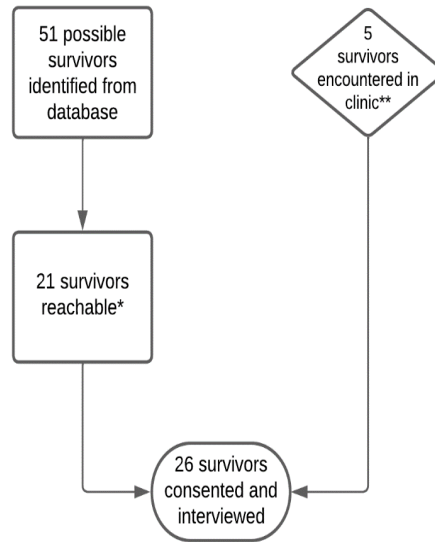 51 possible
survivors
identified from
database
5
survivors
encountered in
clinic**
21 survivors
reachable*
26 survivors
consented and
interviewed